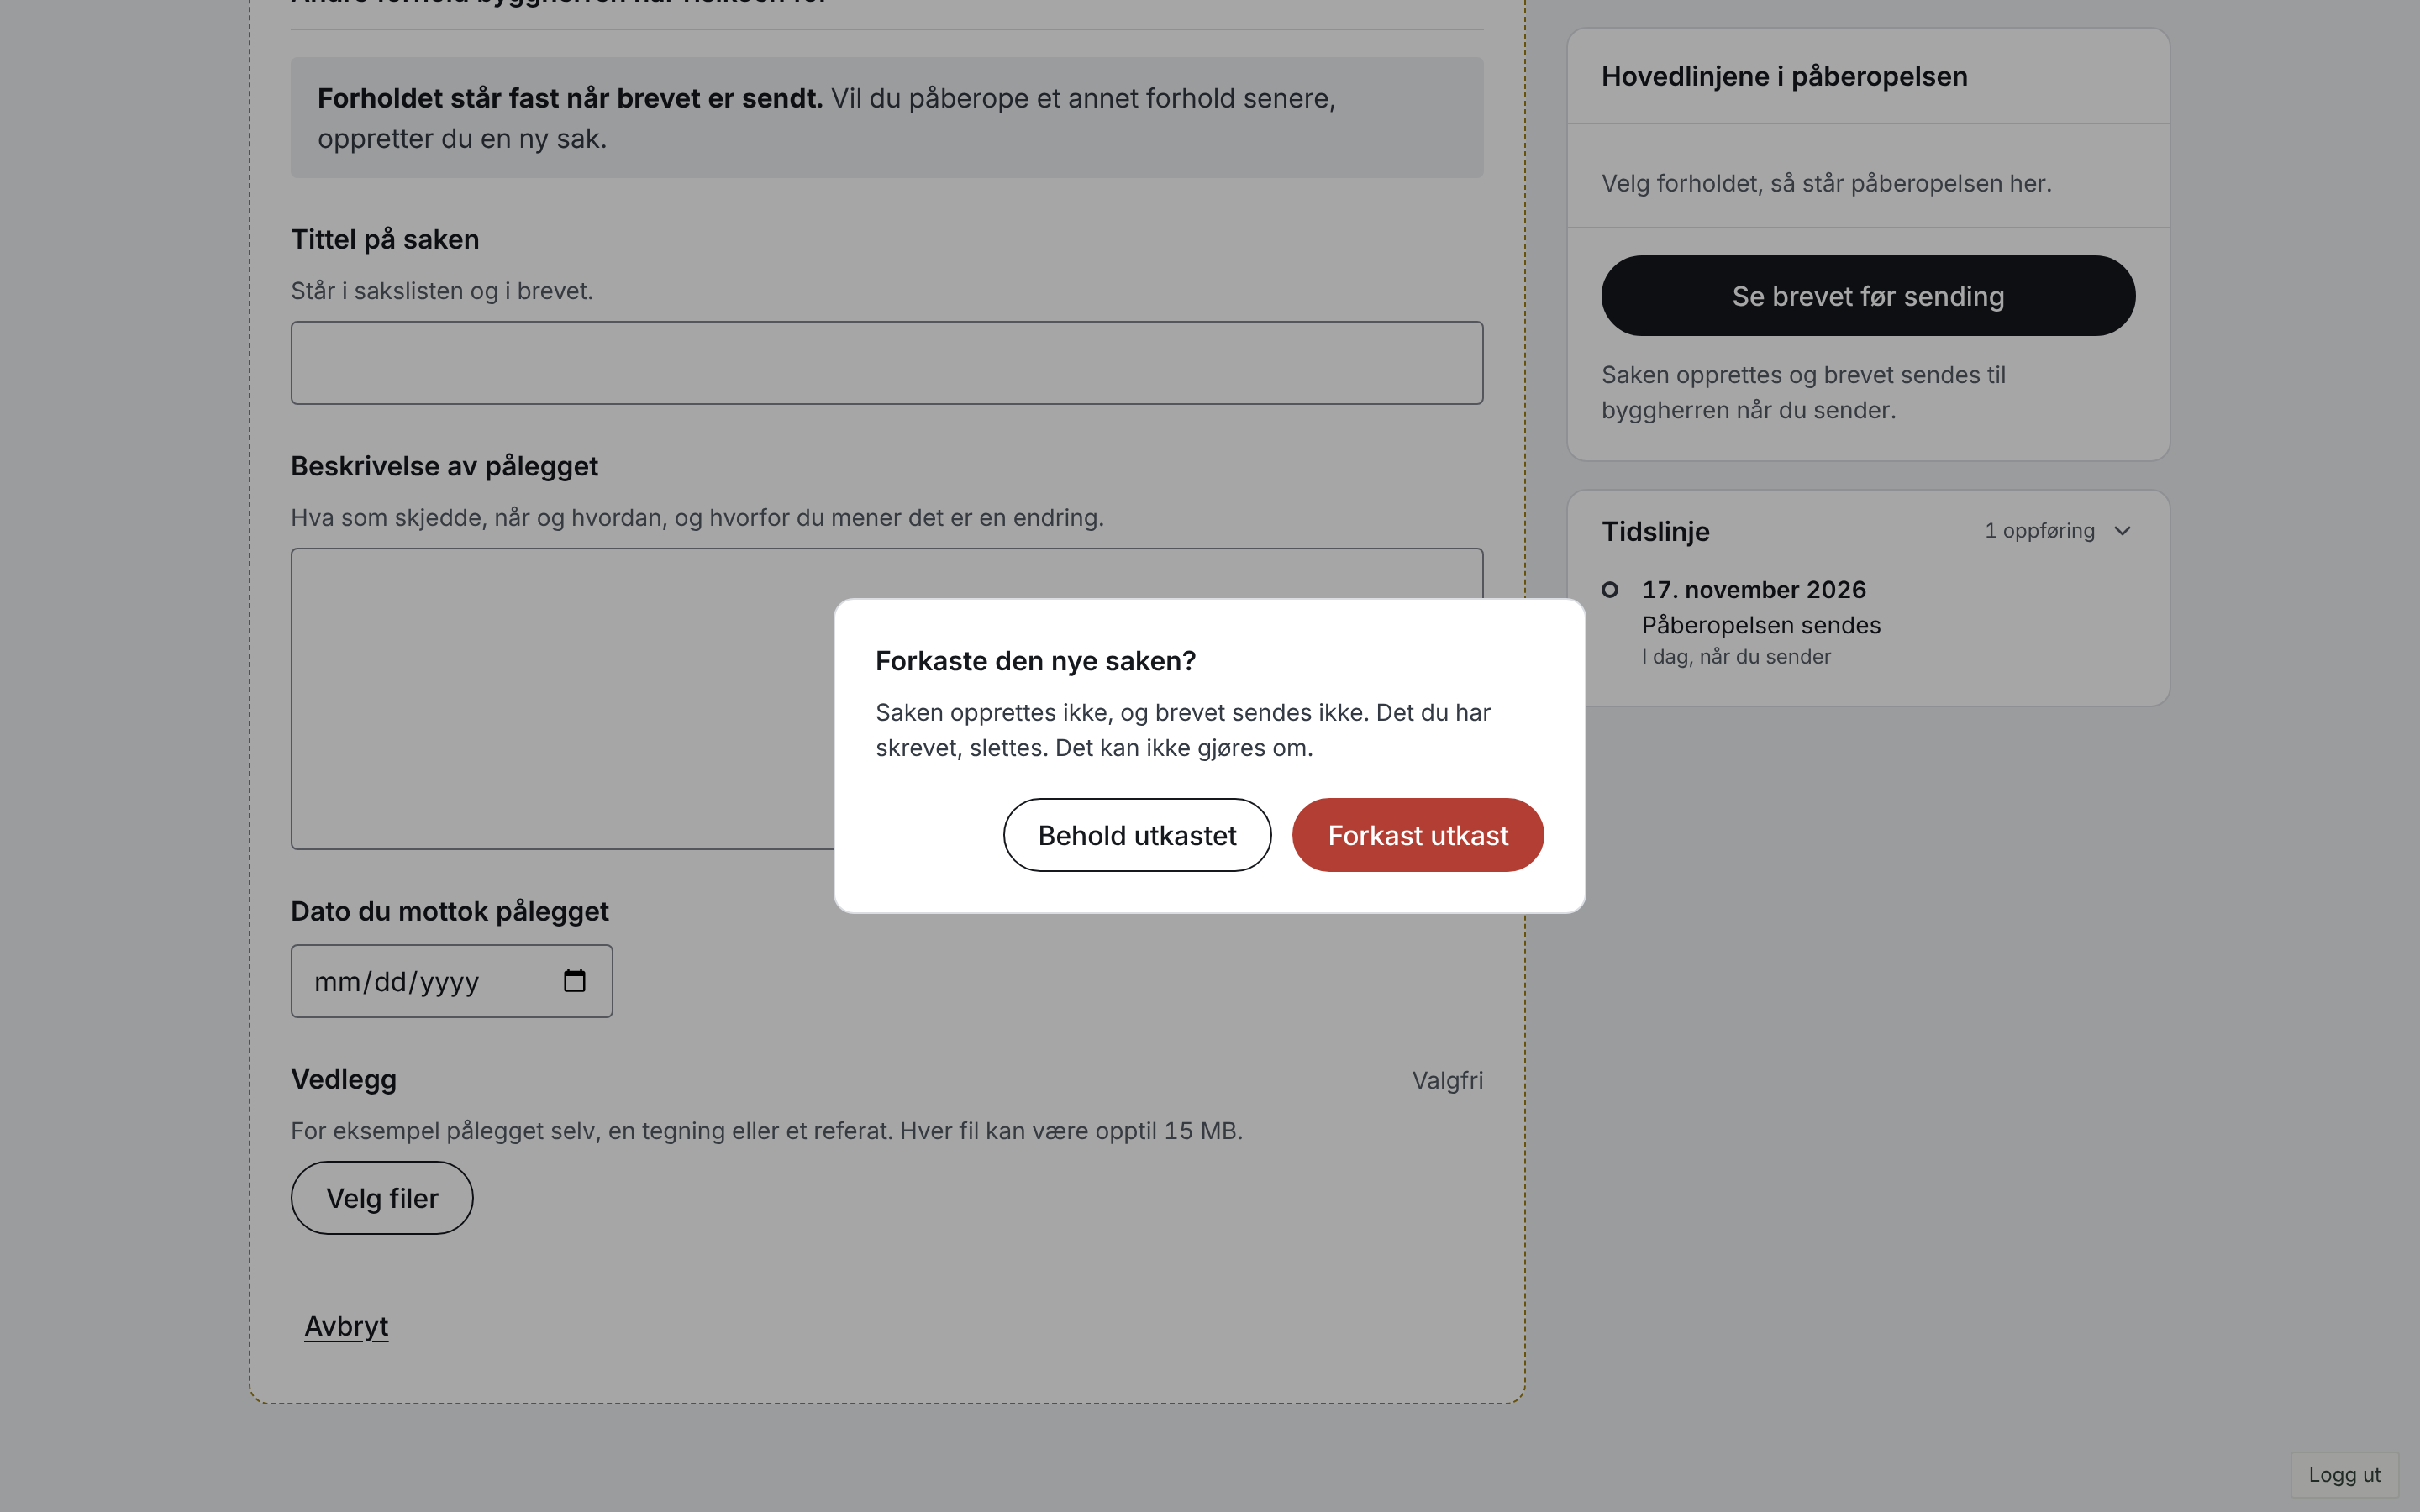 Forholdet står fast når brevet er sendt. Vil du påberope et annet forhold senere,
oppretter du en ny sak.
Tittel på saken
Står i sakslisten og i brevet.
Beskrivelse av pålegget
Hva som skjedde, når og hvordan, og hvorfor du mener det er en endring.
Dato du mottok pålegget
mm/dd/yyyy
Vedlegg
Valgfri
For eksempel pålegget selv, en tegning eller et referat. Hver fil kan være opptil 15 MB.
Velg filer
Avbryt
Forkaste den nye saken?
Saken opprettes ikke, og brevet sendes ikke. Det du har
skrevet, slettes. Det kan ikke gjøres om.
Behold utkastet
Forkast utkast
Hovedlinjene i påberopelsen
Velg forholdet, så står påberopelsen her.
Se brevet før sending
Saken opprettes og brevet sendes til
byggherren når du sender.
Tidslinje
1 oppføring
17. november 2026
Påberopelsen sendes
I dag, når du sender
Logg ut